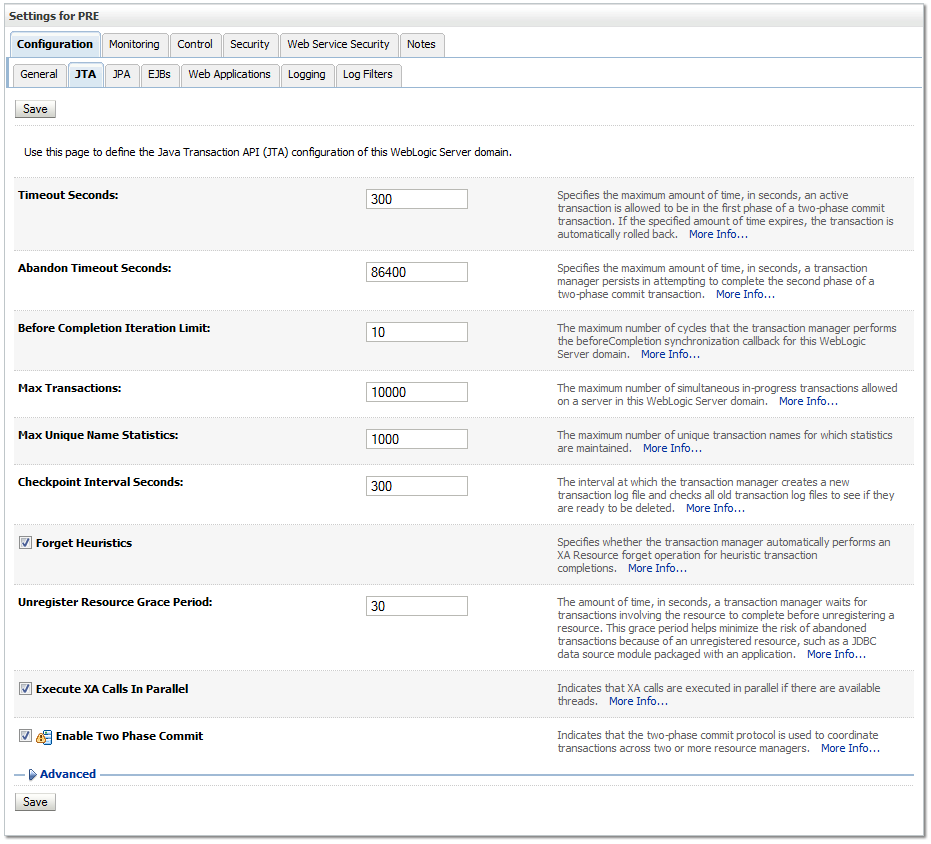 Settings for PRE
Configuration Monitoring Control Security Web Service Security Notes
General JTA JPA EJBs Web Applications Logging Log Filters
Save
Use this page to define the Java Transaction API (JTA) configuration of this WebLogic Server domain.
Timeout Seconds:
300
Specifies the maximum amount of time, in seconds, an active
transaction is allowed to be in the first phase of a two-phase commit
transaction. If the specified amount of time expires, the transaction is
automatically rolled back. More Info...
Abandon Timeout Seconds:
86400
Specifies the maximum amount of time, in seconds, a transaction
manager persists in attempting to complete the second phase of a
two-phase commit transaction. More Info...
Before Completion Iteration Limit:
10
The maximum number of cycles that the transaction manager performs
the beforeCompletion synchronization callback for this WebLogic
Server domain. More Info...
Max Transactions:
10000
The maximum number of simultaneous in-progress transactions allowed
on a server in this WebLogic Server domain. More Info...
Max Unique Name Statistics:
1000
The maximum number of unique transaction names for which statistics
are maintained. More Info...
Checkpoint Interval Seconds:
300
The interval at which the transaction manager creates a new
transaction log file and checks all old transaction log files to see if they
are ready to be deleted. More Info...
Forget Heuristics
Specifies whether the transaction manager automatically performs an
XA Resource forget operation for heuristic transaction
completions. More Info...
Unregister Resource Grace Period:
30
The amount of time, in seconds, a transaction manager waits for
transactions involving the resource to complete before unregistering a
resource. This grace period helps minimize the risk of abandoned
transactions because of an unregistered resource, such as a JDBC
data source module packaged with an application. More Info...
Execute XA Calls In Parallel
Indicates that XA calls are executed in parallel if there are available
threads. More Info...
Enable Two Phase Commit
Indicates that the two-phase commit protocol is used to coordinate
transactions across two or more resource managers. More Info...
Advanced
Save